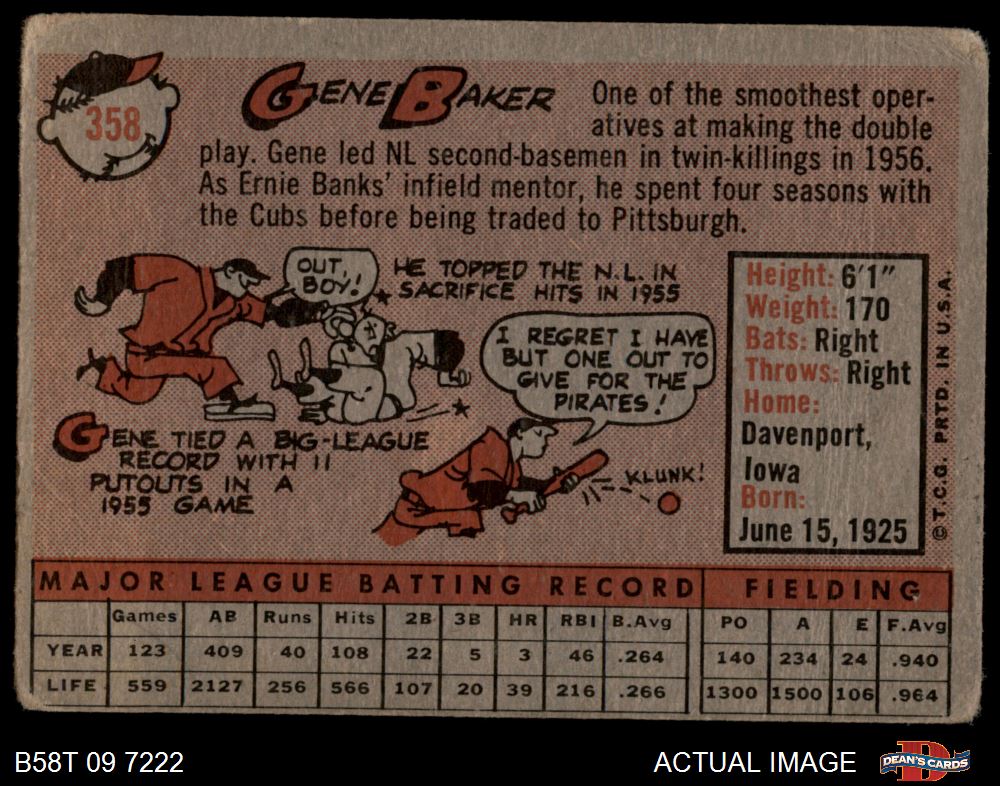 358
GENE BAKER
One of the smoothest oper-
atives at making the double
play. Gene led NL second-basemen in twin-killings in 1956.
As Ernie Banks' infield mentor, he spent four seasons with
the Cubs before being traded to Pittsburgh.
OUT,
BOY!
HE TOPPED THE N.L. IN
SACRIFICE HITS IN 1955
I REGRET I HAVE
BUT ONE OUT TO
GIVE FOR THE
PIRATES!
GENE TIED A BIG-LEAGUE
RECORD WITH 11
PUTOUTS IN A
1955 GAME
KLUNK!
Height: 6'1"
Weight: 170
Bats: Right
Throws: Right
Home:
Davenport,
Iowa
Born:
June 15, 1925
© T.C.G. PRTD. IN U.S.A.
MAJOR LEAGUE BATTING RECORD FIELDING
Games AB Runs Hits 2B 3B HR RBI B.Avg PO A E F.Avg
YEAR 123 409 40 108 22 5 3 46 .264 140 234 24 .940
LIFE 559 2127 256 566 107 20 39 216 .266 1300 1500 106 .964
B58T 09 7222 ACTUAL IMAGE DEAN'S CARDS